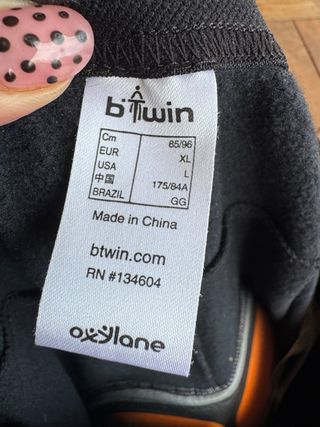 b'twin
Cm 85/96
EUR XL
USA L
中国 175/84A
BRAZIL GG
Made in China
btwin.com
RN #134604
oxylane